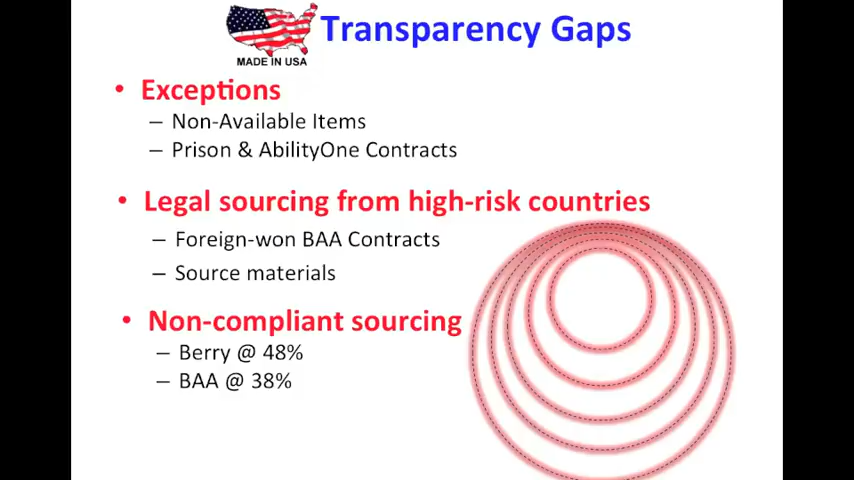 Transparency Gaps
MADE IN USA
• Exceptions
– Non-Available Items
– Prison & AbilityOne Contracts
• Legal sourcing from high-risk countries
– Foreign-won BAA Contracts
– Source materials
• Non-compliant sourcing
– Berry @ 48%
– BAA @ 38%